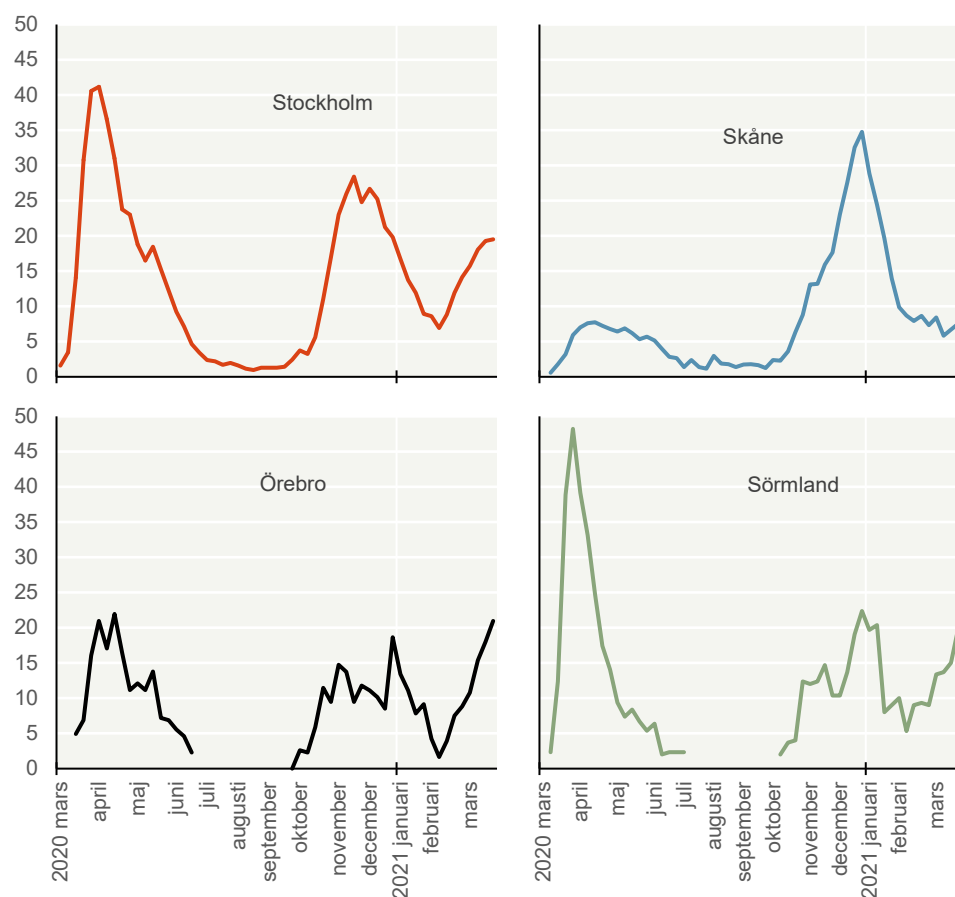 50
45
40
35
30
25
20
15
10
5
0
Stockholm
Skåne
50
45
40
35
30
25
20
15
10
5
0
Örebro
Sörmland
2020 mars
april
maj
juni
juli
augusti
september
oktober
november
december
2021 januari
februari
mars
2020 mars
april
maj
juni
juli
augusti
september
oktober
november
december
2021 januari
februari
mars